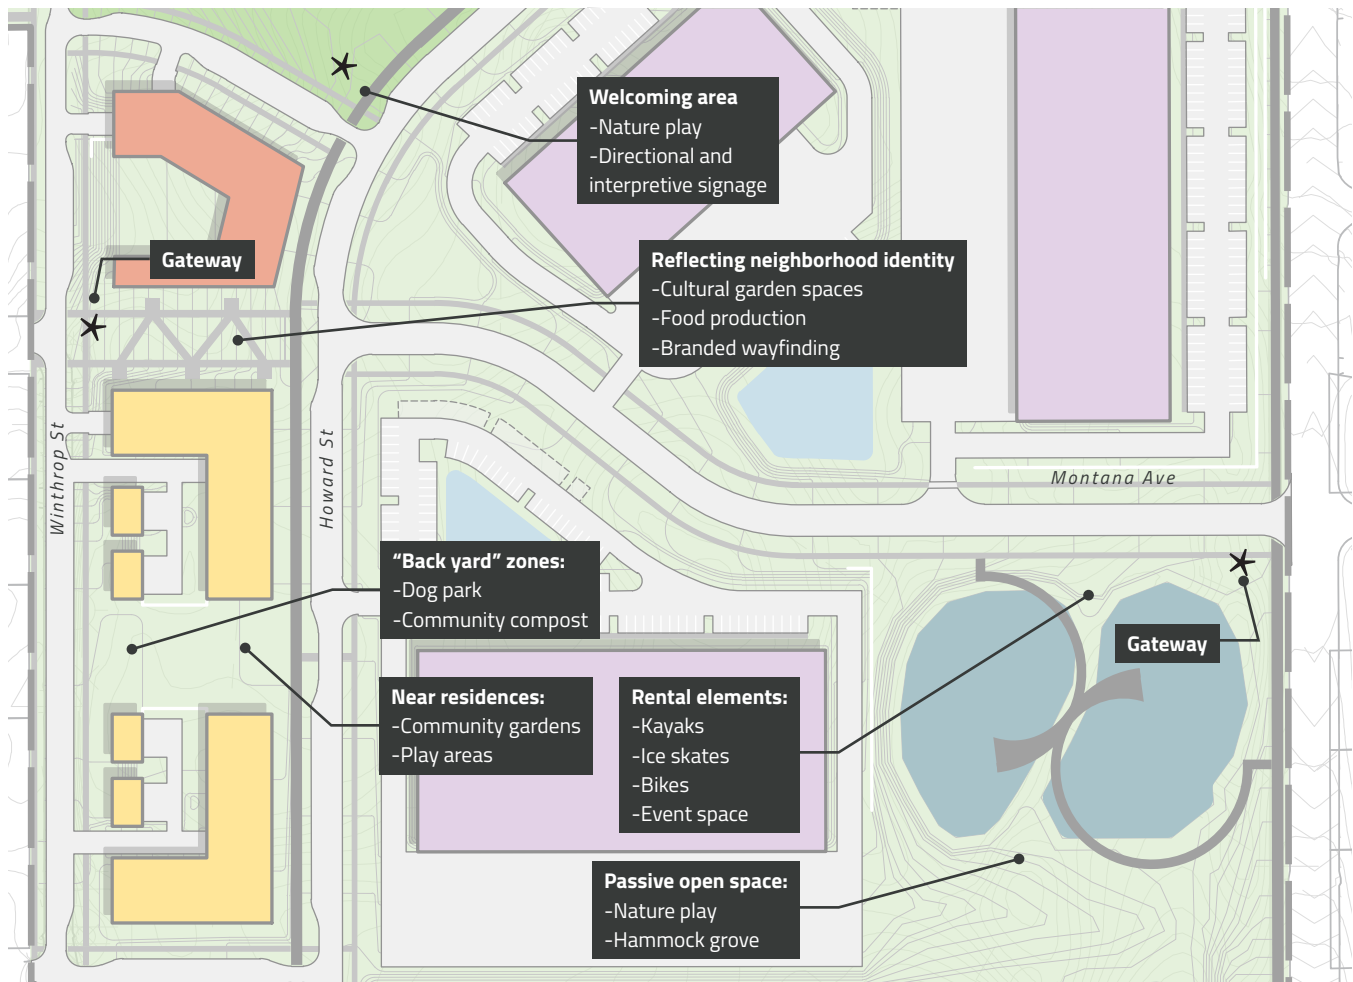 Welcoming area
-Nature play
-Directional and
interpretive signage
Gateway
Reflecting neighborhood identity
-Cultural garden spaces
-Food production
-Branded wayfinding
Winthrop St
Howard St
Montana Ave
“Back yard” zones:
-Dog park
-Community compost
Gateway
Near residences:
-Community gardens
-Play areas
Rental elements:
-Kayaks
-Ice skates
-Bikes
-Event space
Passive open space:
-Nature play
-Hammock grove